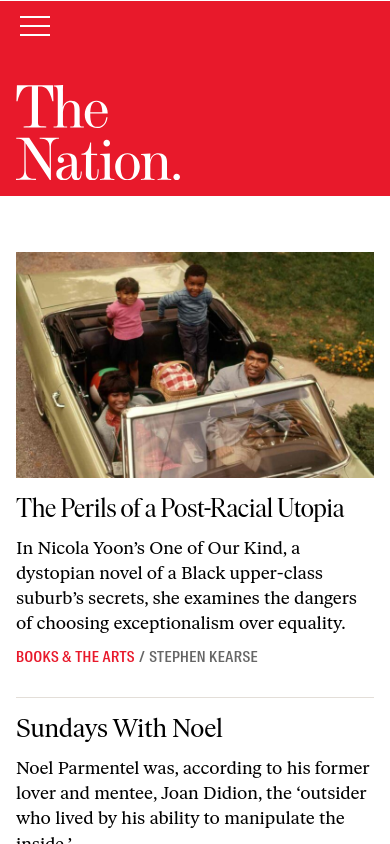 The
Nation.
The Perils of a Post-Racial Utopia
In Nicola Yoon’s One of Our Kind, a
dystopian novel of a Black upper-class
suburb’s secrets, she examines the dangers
of choosing exceptionalism over equality.
BOOKS & THE ARTS / STEPHEN KEARSE
Sundays With Noel
Noel Parmentel was, according to his former
lover and mentee, Joan Didion, the ‘outsider
who lived by his ability to manipulate the
inside.’